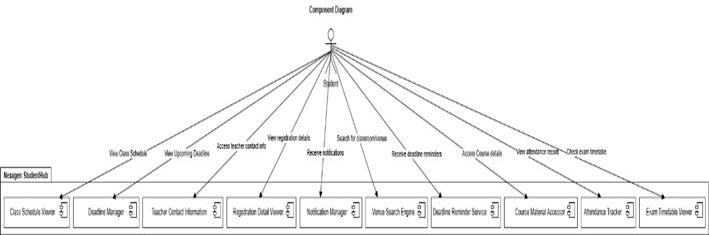 Component Diagram
Student
View Class Schedule
View Upcoming Deadline
Access teacher contact info
View registration details
Receive notifications
Search for classroom/venue
Receive deadline reminders
Access Course details
View attendance record
Check exam timetable
Nexagen StudentHub
Class Schedule Viewer
Deadline Manager
Teacher Contact Information
Registration Detail Viewer
Notification Manager
Venue Search Engine
Deadline Reminder Service
Course Material Accessor
Attendance Tracker
Exam Timetable Viewer